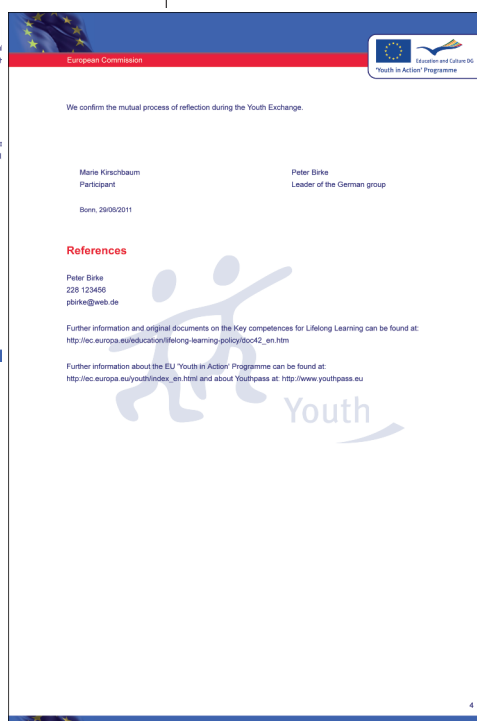 European Commission
Education and Culture DG
'Youth in Action' Programme
We confirm the mutual process of reflection during the Youth Exchange.
Marie Kirschbaum
Peter Birke
Participant
Leader of the German group
Bonn, 29/06/2011
References
Peter Birke
228 123456
pbirke@web.de
Further information and original documents on the Key competences for Lifelong Learning can be found at:
http://ec.europa.eu/education/lifelong-learning-policy/doc42_en.htm
Further information about the EU 'Youth in Action' Programme can be found at:
http://ec.europa.eu/youth/index_en.html and about Youthpass at: http://www.youthpass.eu
Youth
4